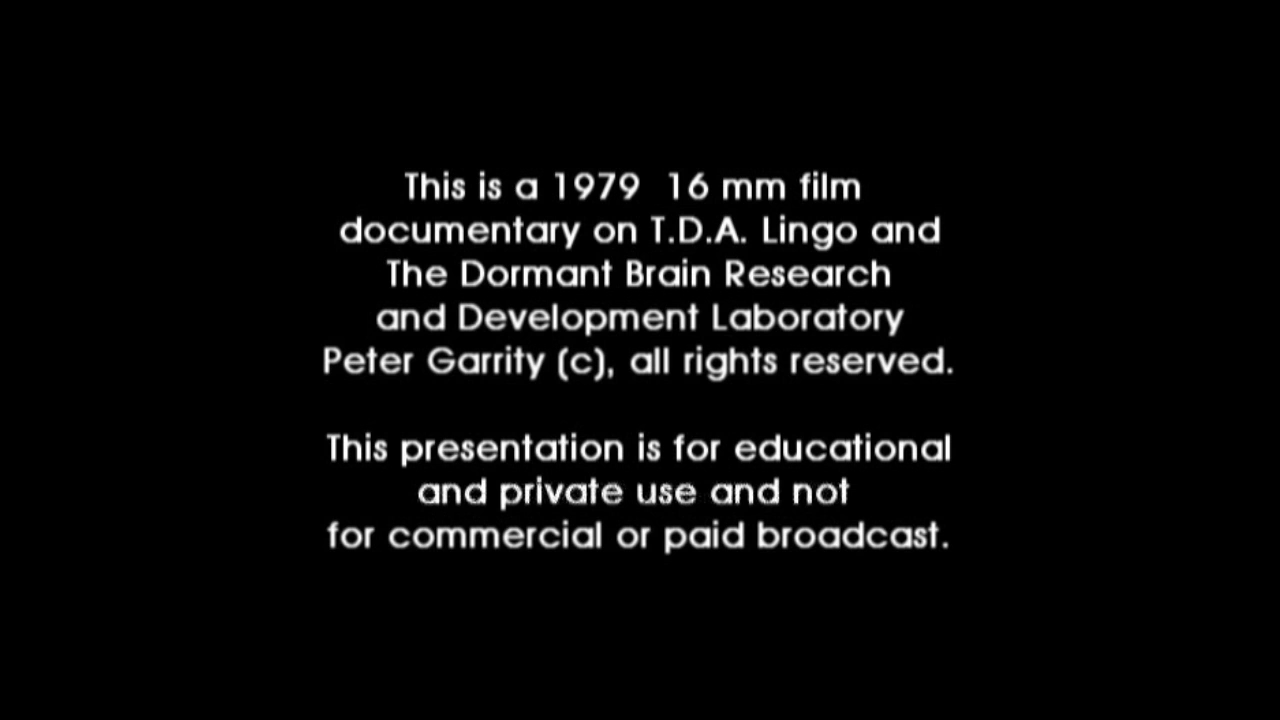 This is a 1979 16 mm film
documentary on T.D.A. Lingo and
The Dormant Brain Research
and Development Laboratory
Peter Garrity (c), all rights reserved.
This presentation is for educational
and private use and not
for commercial or paid broadcast.